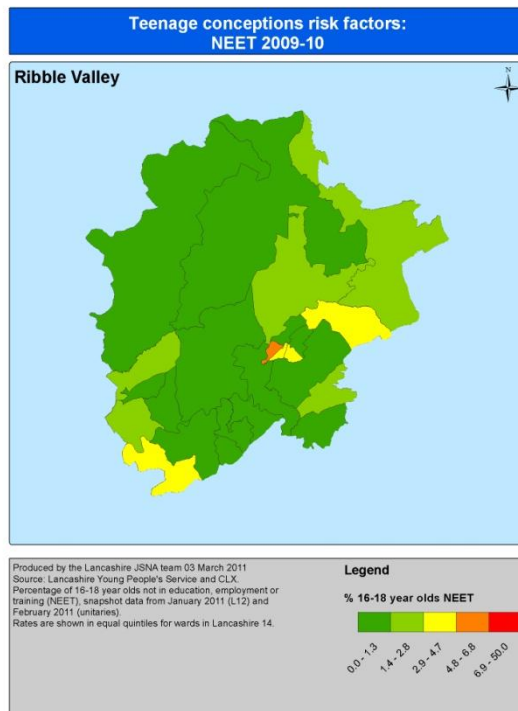 Teenage conceptions risk factors:
NEET 2009-10
Ribble Valley
N
Produced by the Lancashire JSNA team 03 March 2011
Source: Lancashire Young People's Service and CLX.
Percentage of 16-18 year olds not in education, employment or
training (NEET), snapshot data from January 2011 (L12) and
February 2011 (unitaries).
Rates are shown in equal quintiles for wards in Lancashire 14.
Legend
% 16-18 year olds NEET
0.0 - 1.3
1.4 - 2.8
2.9 - 4.7
4.8 - 6.8
6.9 - 50.0